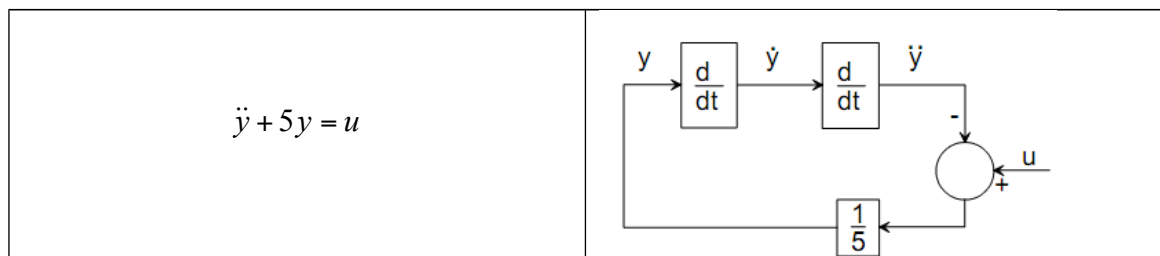 ÿ + 5y = u
y d/dt ẏ d/dt ÿ
-
u
+
1/5